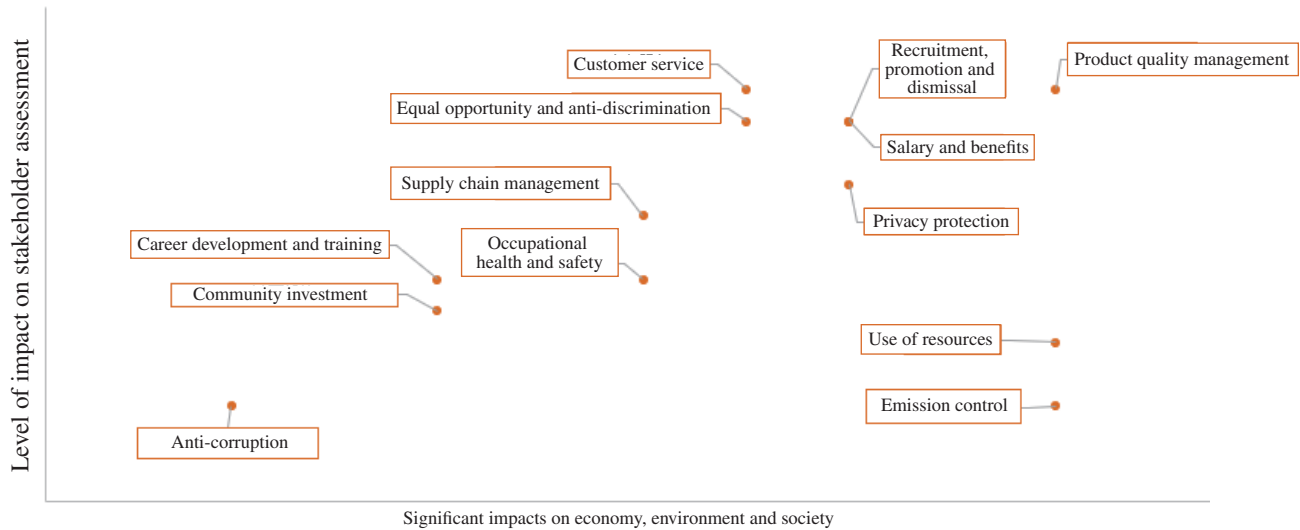 Level of impact on stakeholder assessment
Customer service
Recruitment,
promotion and
dismissal
Product quality management
Equal opportunity and anti-discrimination
Salary and benefits
Supply chain management
Privacy protection
Career development and training
Occupational
health and safety
Community investment
Use of resources
Emission control
Anti-corruption
Significant impacts on economy, environment and society